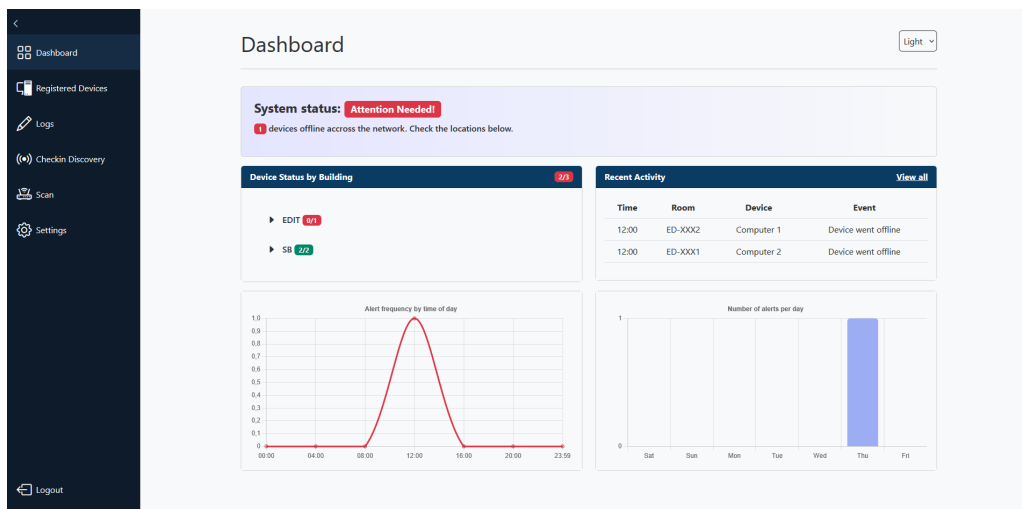 Dashboard
Registered Devices
Logs
Checkin Discovery
Scan
Settings
Logout
Dashboard
Light
System status: Attention Needed!
1 devices offline accross the network. Check the locations below.
Device Status by Building 2/3
EDIT 0/1
SB 2/2
Recent Activity View all
Time Room Device Event
12:00 ED-XXX2 Computer 1 Device went offline
12:00 ED-XXX1 Computer 2 Device went offline
Alert frequency by time of day
1,0
0,9
0,8
0,7
0,6
0,5
0,4
0,3
0,2
0,1
0
00:00 04:00 08:00 12:00 16:00 20:00 23:59
Number of alerts per day
1
0
Sat Sun Mon Tue Wed Thu Fri